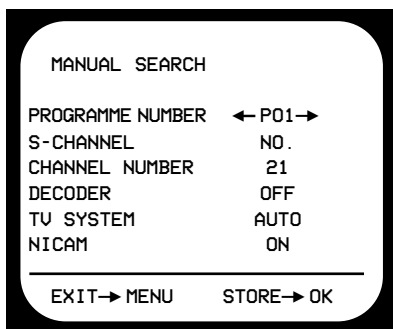 MANUAL SEARCH
PROGRAMME NUMBER ←P01→
S-CHANNEL NO.
CHANNEL NUMBER 21
DECODER OFF
TV SYSTEM AUTO
NICAM ON
EXIT→MENU STORE→OK